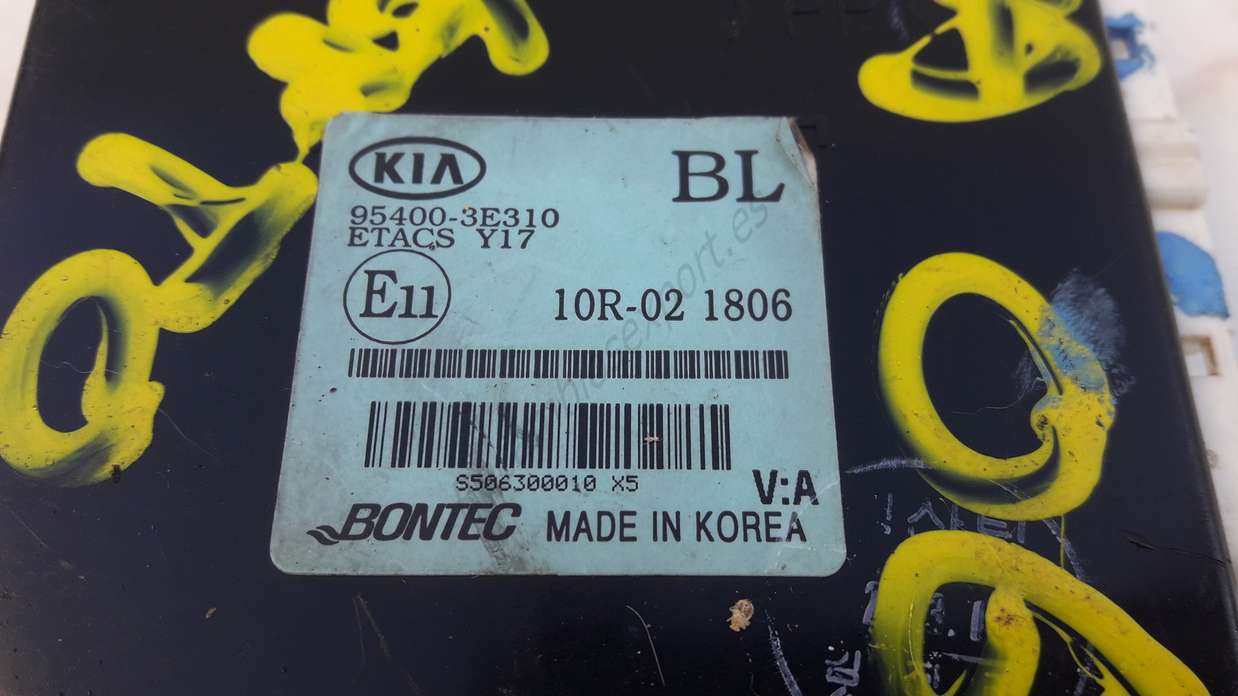 KIA
BL
95400-3E310
ETACS Y17
E11
10R-02 1806
S506300010 X5
V:A
BONTEC MADE IN KOREA